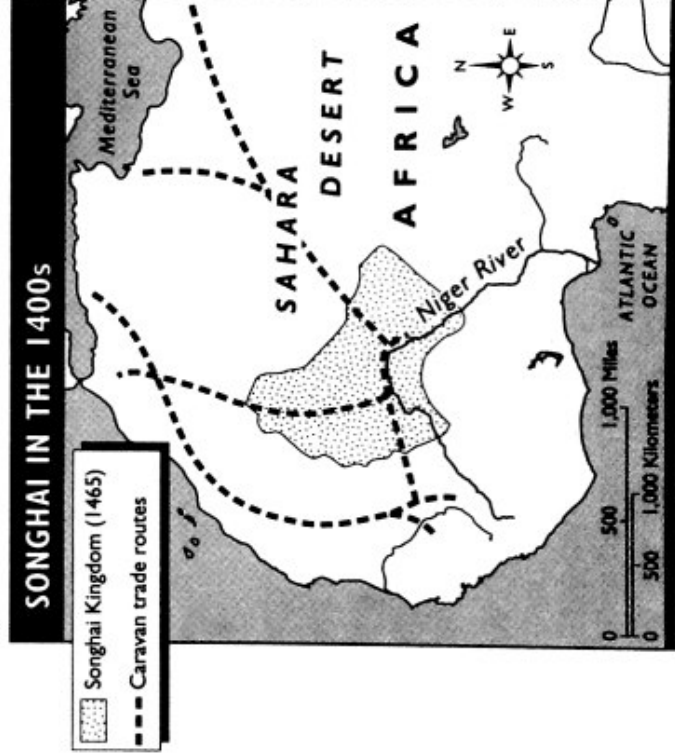 SONGHAI IN THE 1400s
Songhai Kingdom (1465)
Caravan trade routes
Mediterranean
Sea
SAHARA
DESERT
AFRICA
N
W
E
S
Niger River
ATLANTIC
OCEAN
0
500
1,000 Miles
0
500
1,000 Kilometers